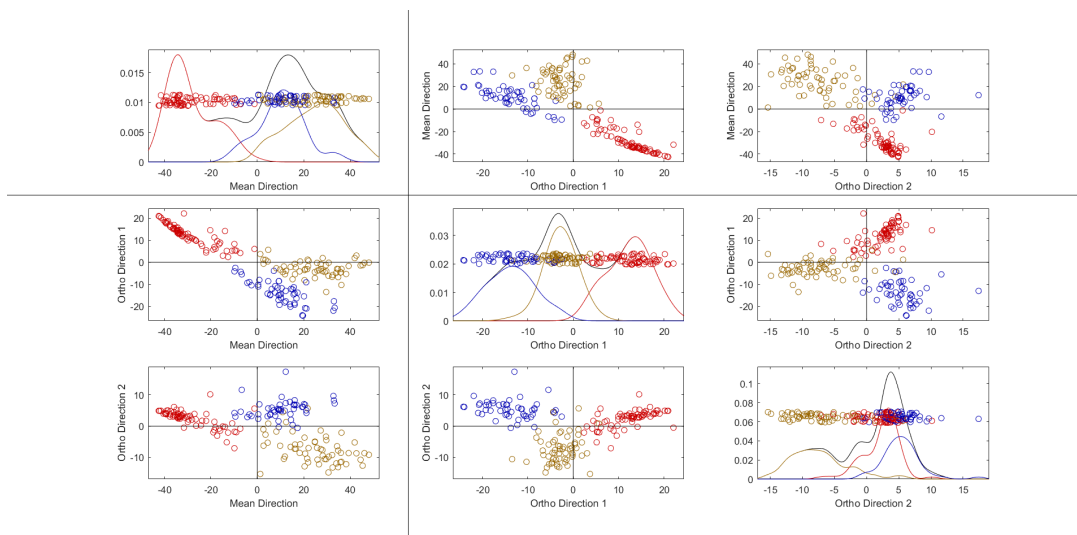 0.015
0.01
0.005
0
-40 -20 0 20 40
Mean Direction
Mean Direction
40
20
0
-20
-40
-20 -10 0 10 20
Ortho Direction 1
Mean Direction
40
20
0
-20
-40
-15 -10 -5 0 5 10 15
Ortho Direction 2
Ortho Direction 1
20
10
0
-10
-20
-40 -20 0 20 40
Mean Direction
0.03
0.02
0.01
0
-20 -10 0 10 20
Ortho Direction 1
Ortho Direction 1
20
10
0
-10
-20
-15 -10 -5 0 5 10 15
Ortho Direction 2
Ortho Direction 2
10
0
-10
-40 -20 0 20 40
Mean Direction
Ortho Direction 2
10
0
-10
-20 -10 0 10 20
Ortho Direction 1
0.1
0.08
0.06
0.04
0.02
0
-15 -10 -5 0 5 10 15
Ortho Direction 2